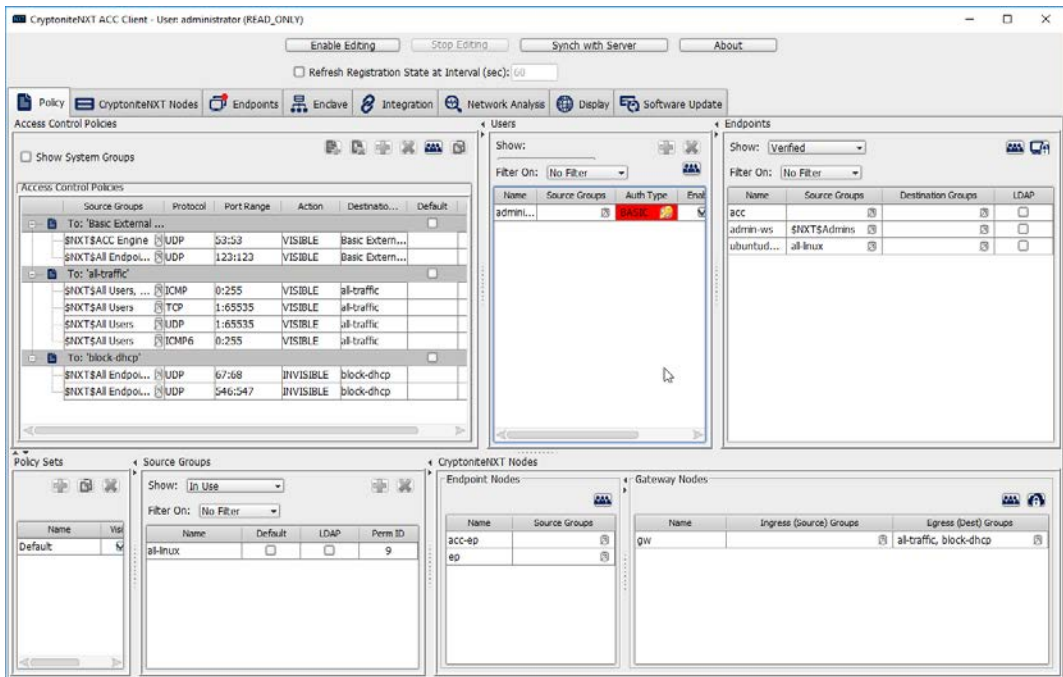 CryptoniteNXT ACC Client - User: administrator (READ_ONLY)
Enable Editing Stop Editing Synch with Server About
Refresh Registration State at Interval (sec): 60
Policy CryptoniteNXT Nodes Endpoints Enclave Integration Network Analysis Display Software Update
Access Control Policies
Show System Groups
Access Control Policies
Source Groups Protocol Port Range Action Destinatio... Default
To: 'Basic External ...
$NXT$ACC Engine UDP 53:53 VISIBLE Basic Extern...
$NXT$All Endpoi... UDP 123:123 VISIBLE Basic Extern...
To: 'all-traffic'
$NXT$All Users, ... ICMP 0:255 VISIBLE all-traffic
$NXT$All Users TCP 1:65535 VISIBLE all-traffic
$NXT$All Users UDP 1:65535 VISIBLE all-traffic
$NXT$All Users ICMP6 0:255 VISIBLE all-traffic
To: 'block-dhcp'
$NXT$All Endpoi... UDP 67:68 INVISIBLE block-dhcp
$NXT$All Endpoi... UDP 546:547 INVISIBLE block-dhcp
Users
Show:
Filter On: No Filter
Name Source Groups Auth Type Enal
admini... BASIC
Endpoints
Show: Verified
Filter On: No Filter
Name Source Groups Destination Groups LDAP
acc
admin-ws $NXT$Admins
ubuntud... all-linux
Policy Sets
Name Visi
Default
Source Groups
Show: In Use
Filter On: No Filter
Name Default LDAP Perm ID
all-linux 9
CryptoniteNXT Nodes
Endpoint Nodes
Name Source Groups
acc-ep
ep
Gateway Nodes
Name Ingress (Source) Groups Egress (Dest) Groups
gw all-traffic, block-dhcp